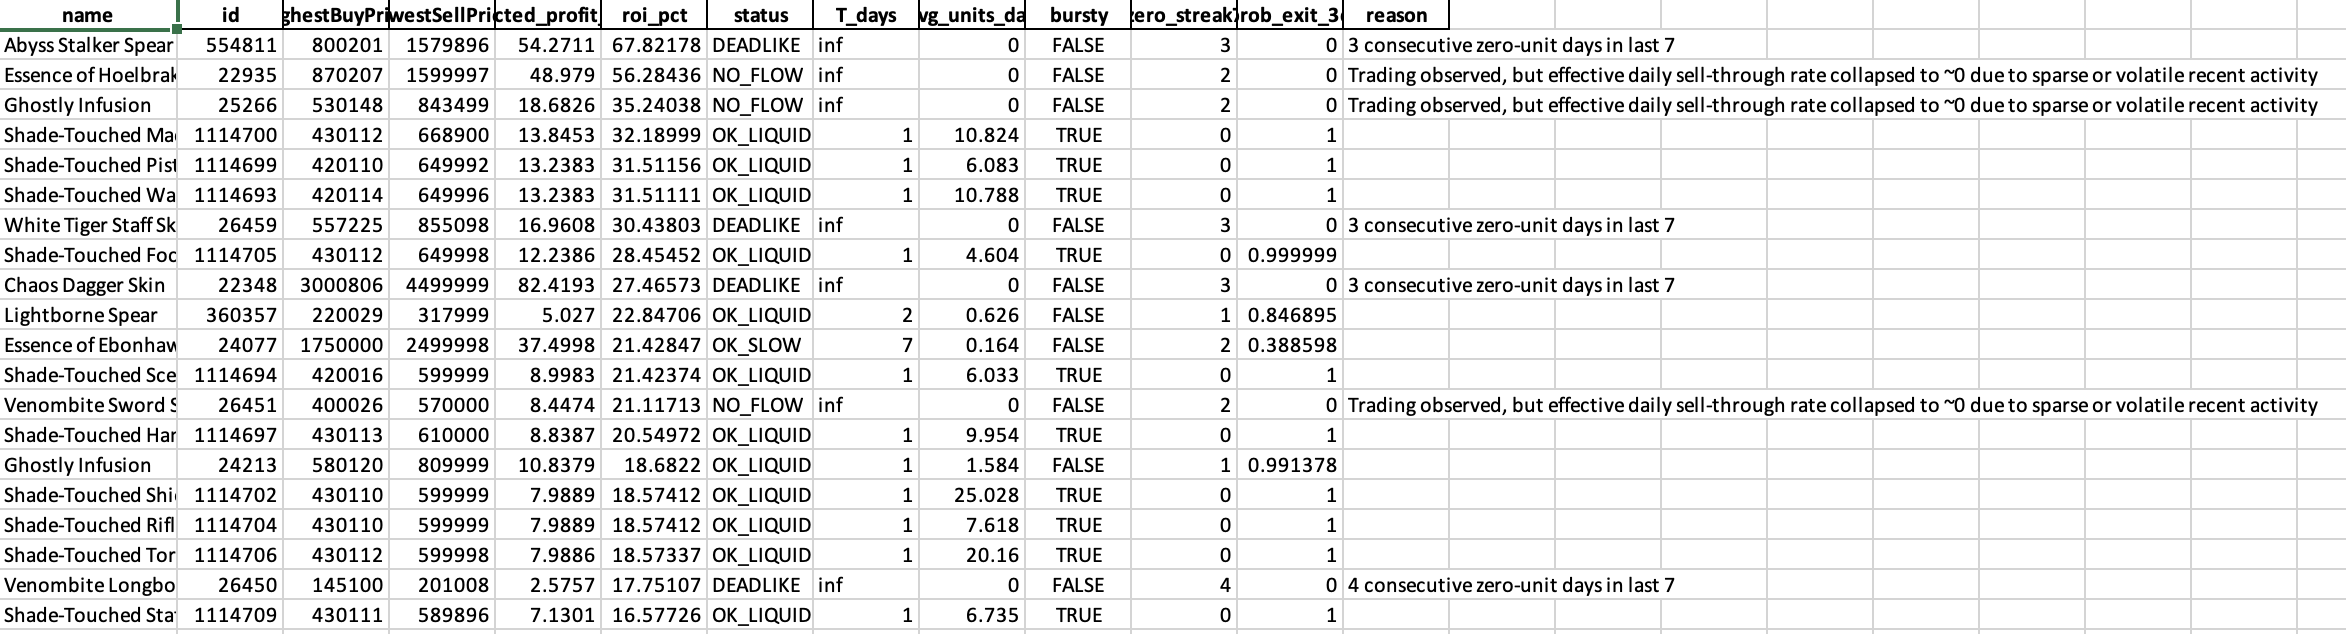 name id ghestBuyPri westSellPri cted_profit_ roi_pct status T_days vg_units_da bursty zero_streak7 rob_exit_3 reason
Abyss Stalker Spear 554811 800201 1579896 54.2711 67.82178 DEADLIKE inf 0 FALSE 3 0 3 consecutive zero-unit days in last 7
Essence of Hoelbrak 22935 870207 1599997 48.979 56.28436 NO_FLOW inf 0 FALSE 2 0 Trading observed, but effective daily sell-through rate collapsed to ~0 due to sparse or volatile recent activity
Ghostly Infusion 25266 530148 843499 18.6826 35.24038 NO_FLOW inf 0 FALSE 2 0 Trading observed, but effective daily sell-through rate collapsed to ~0 due to sparse or volatile recent activity
Shade-Touched Ma 1114700 430112 668900 13.8453 32.18999 OK_LIQUID 1 10.824 TRUE 0 1
Shade-Touched Pist 1114699 420110 649992 13.2383 31.51156 OK_LIQUID 1 6.083 TRUE 0 1
Shade-Touched Wa 1114693 420114 649996 13.2383 31.51111 OK_LIQUID 1 10.788 TRUE 0 1
White Tiger Staff Sk 26459 557225 855098 16.9608 30.43803 DEADLIKE inf 0 FALSE 3 0 3 consecutive zero-unit days in last 7
Shade-Touched Foc 1114705 430112 649998 12.2386 28.45452 OK_LIQUID 1 4.604 TRUE 0 0.999999
Chaos Dagger Skin 22348 3000806 4499999 82.4193 27.46573 DEADLIKE inf 0 FALSE 3 0 3 consecutive zero-unit days in last 7
Lightborne Spear 360357 220029 317999 5.027 22.84706 OK_LIQUID 2 0.626 FALSE 1 0.846895
Essence of Ebonhaw 24077 1750000 2499998 37.4998 21.42847 OK_SLOW 7 0.164 FALSE 2 0.388598
Shade-Touched Sce 1114694 420016 599999 8.9983 21.42374 OK_LIQUID 1 6.033 TRUE 0 1
Venombite Sword S 26451 400026 570000 8.4474 21.11713 NO_FLOW inf 0 FALSE 2 0 Trading observed, but effective daily sell-through rate collapsed to ~0 due to sparse or volatile recent activity
Shade-Touched Har 1114697 430113 610000 8.8387 20.54972 OK_LIQUID 1 9.954 TRUE 0 1
Ghostly Infusion 24213 580120 809999 10.8379 18.6822 OK_LIQUID 1 1.584 FALSE 1 0.991378
Shade-Touched Shi 1114702 430110 599999 7.9889 18.57412 OK_LIQUID 1 25.028 TRUE 0 1
Shade-Touched Rifl 1114704 430110 599999 7.9889 18.57412 OK_LIQUID 1 7.618 TRUE 0 1
Shade-Touched Tor 1114706 430112 599998 7.9886 18.57337 OK_LIQUID 1 20.16 TRUE 0 1
Venombite Longbo 26450 145100 201008 2.5757 17.75107 DEADLIKE inf 0 FALSE 4 0 4 consecutive zero-unit days in last 7
Shade-Touched Sta 1114709 430111 589896 7.1301 16.57726 OK_LIQUID 1 6.735 TRUE 0 1